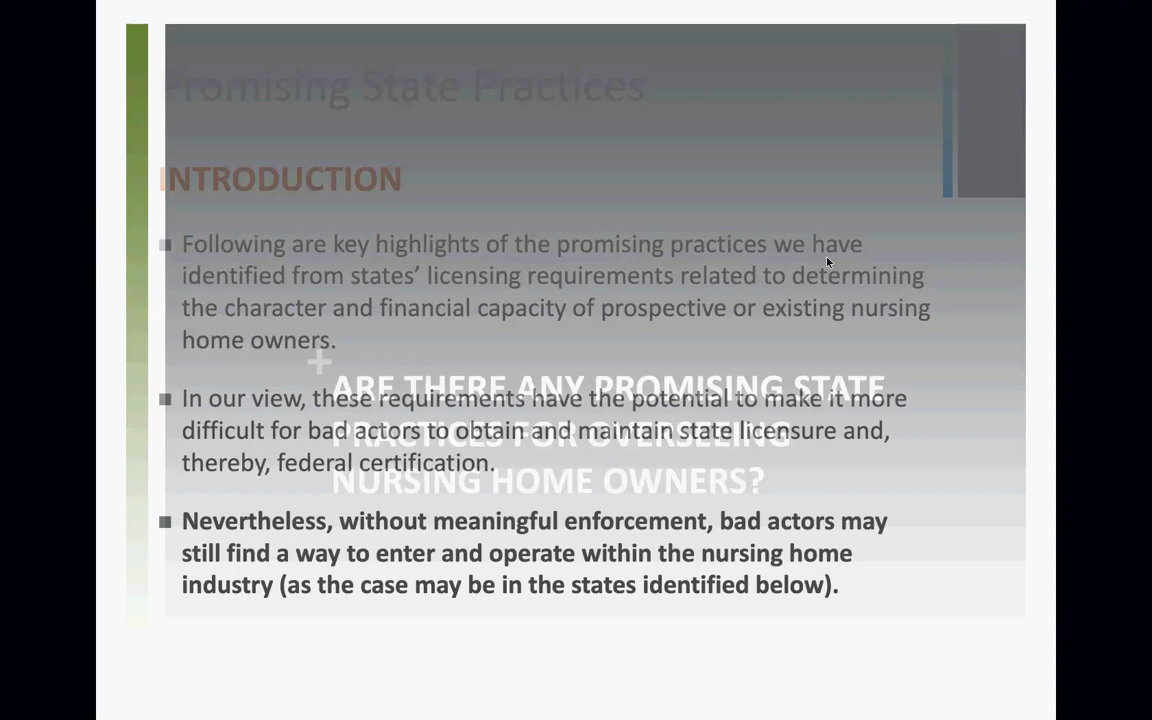 Promising State Practices
INTRODUCTION
Following are key highlights of the promising practices we have
identified from states’ licensing requirements related to determining
the character and financial capacity of prospective or existing nursing
home owners.
In our view, these requirements have the potential to make it more
difficult for bad actors to obtain and maintain state licensure and,
thereby, federal certification.
Nevertheless, without meaningful enforcement, bad actors may
still find a way to enter and operate within the nursing home
industry (as the case may be in the states identified below).
+
ARE THERE ANY PROMISING STATE
PRACTICES FOR OVERSEEING
NURSING HOME OWNERS?